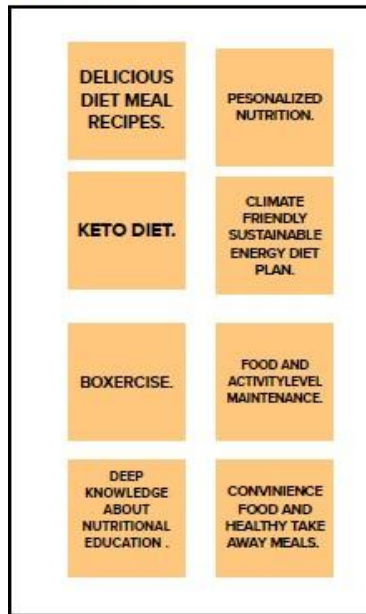 DELICIOUS
DIET MEAL
RECIPES.
PESONALIZED
NUTRITION.
KETO DIET.
CLIMATE
FRIENDLY
SUSTAINABLE
ENERGY DIET
PLAN.
BOXERCISE.
FOOD AND
ACTIVITYLEVEL
MAINTENANCE.
DEEP
KNOWLEDGE
ABOUT
NUTRITIONAL
EDUCATION .
CONVINIENCE
FOOD AND
HEALTHY TAKE
AWAY MEALS.